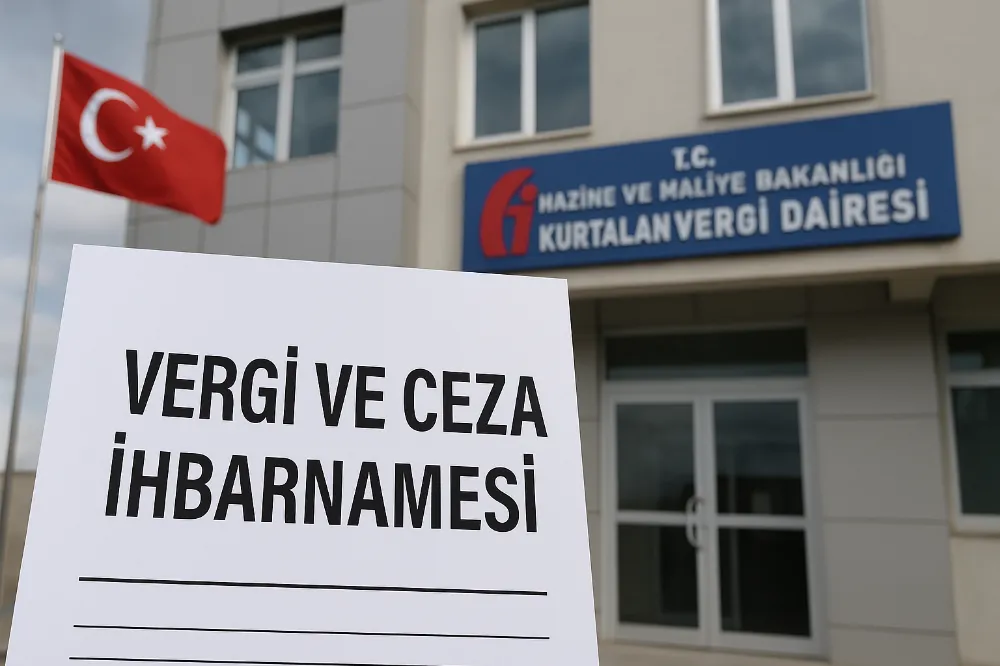 T.C.
HAZİNE VE MALİYE BAKANLIĞI
KURTALAN VERGİ DAİRESİ
VERGİ VE CEZA
İHBARNAMESİ